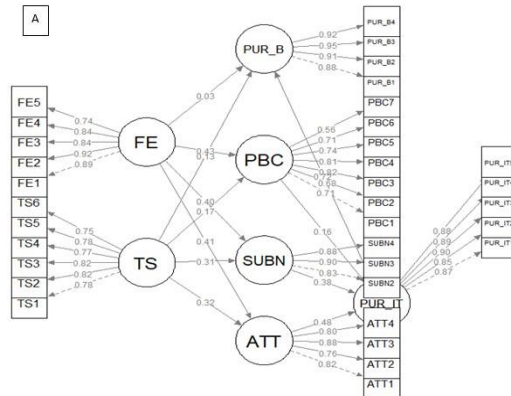 A
PUR_B
FE
PBC
TS
SUBN
ATT
PUR_IT
FE5
FE4
FE3
FE2
FE1
TS6
TS5
TS4
TS3
TS2
TS1
PUR_B4
PUR_B3
PUR_B2
PUR_B1
PBC7
PBC6
PBC5
PBC4
PBC3
PBC2
PBC1
SUBN4
SUBN3
SUBN2
ATT4
ATT3
ATT2
ATT1
0.74
0.84
0.84
0.92
0.89
0.75
0.78
0.77
0.82
0.82
0.78
0.03
0.43
0.40
0.17
0.41
0.31
0.32
0.92
0.95
0.91
0.88
0.56
0.71
0.74
0.81
0.68
0.71
0.16
0.88
0.90
0.83
0.38
0.48
0.80
0.88
0.76
0.82
0.88
0.89
0.90
0.85
0.87